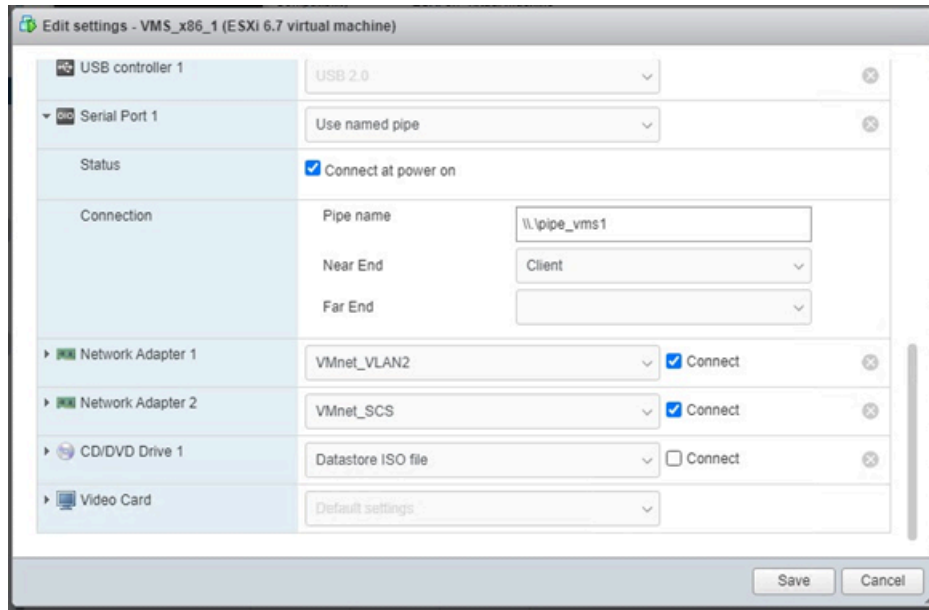 Edit settings - VMS_x86_1 (ESXi 6.7 virtual machine)
USB controller 1 USB 2.0
Serial Port 1 Use named pipe
Status Connect at power on
Connection Pipe name \\.\pipe_vms1
Near End Client
Far End
Network Adapter 1 VMnet_VLAN2 Connect
Network Adapter 2 VMnet_SCS Connect
CD/DVD Drive 1 Datastore ISO file Connect
Video Card Default settings
Save Cancel